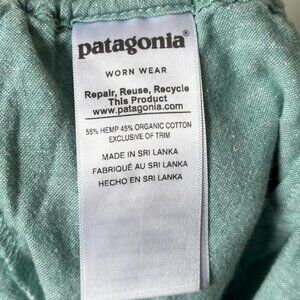 patagonia®
WORN WEAR
Repair, Reuse, Recycle
This Product
www.patagonia.com
55% HEMP 45% ORGANIC COTTON
EXCLUSIVE OF TRIM
MADE IN SRI LANKA
FABRIQUÉ AU SRI LANKA
HECHO EN SRI LANKA